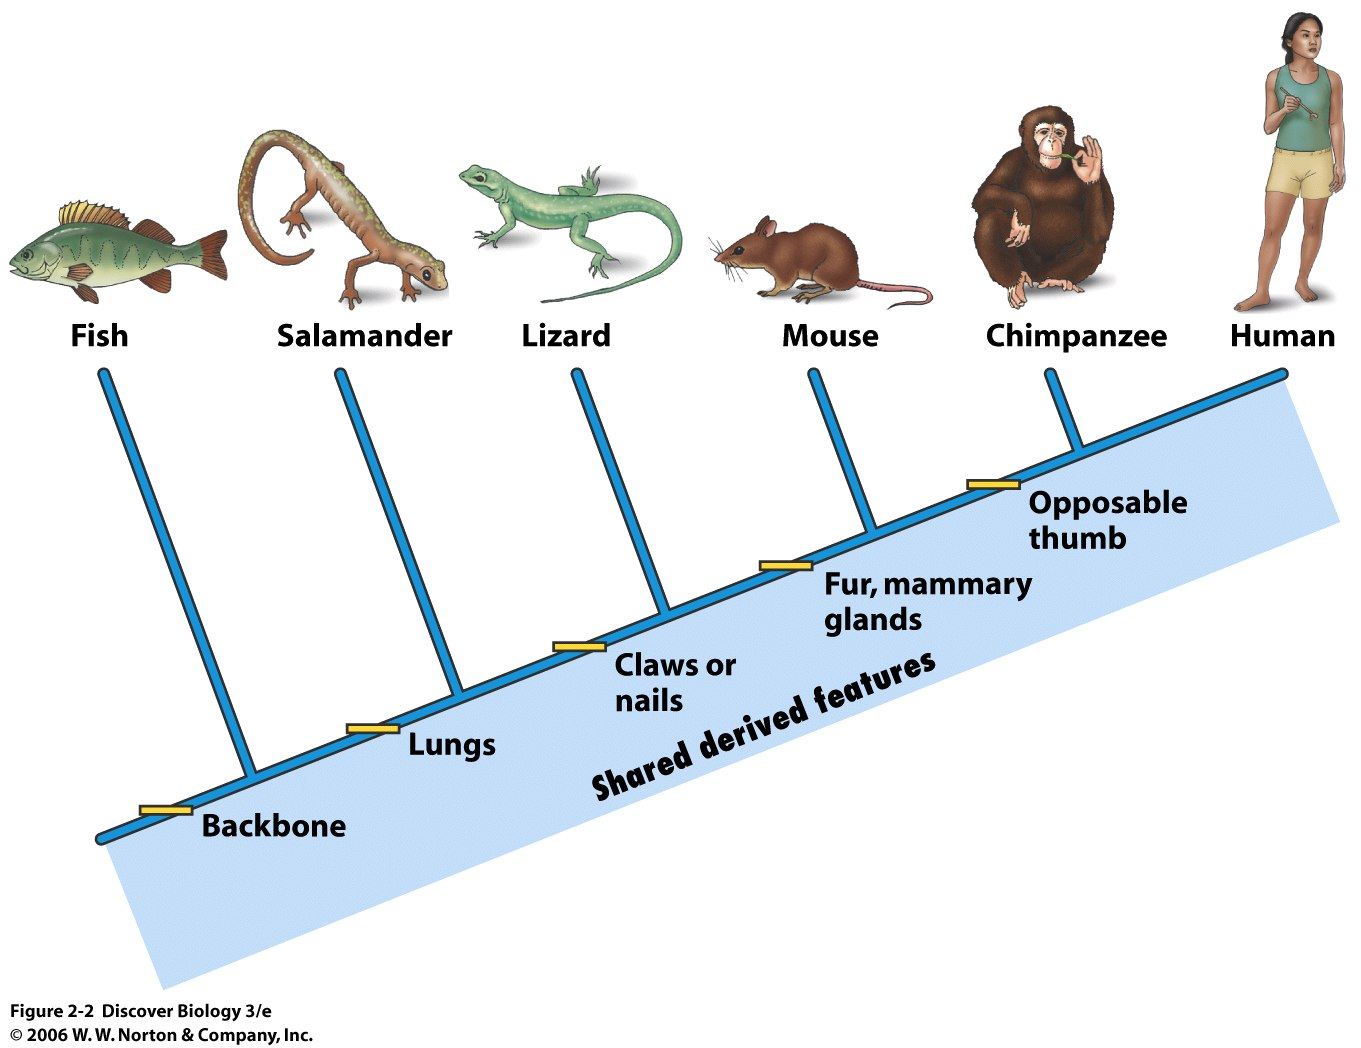 Fish
Salamander
Lizard
Mouse
Chimpanzee
Human
Opposable
thumb
Fur, mammary
glands
Claws or
nails
Lungs
Backbone
Shared derived features
Figure 2-2 Discover Biology 3/e
© 2006 W. W. Norton & Company, Inc.